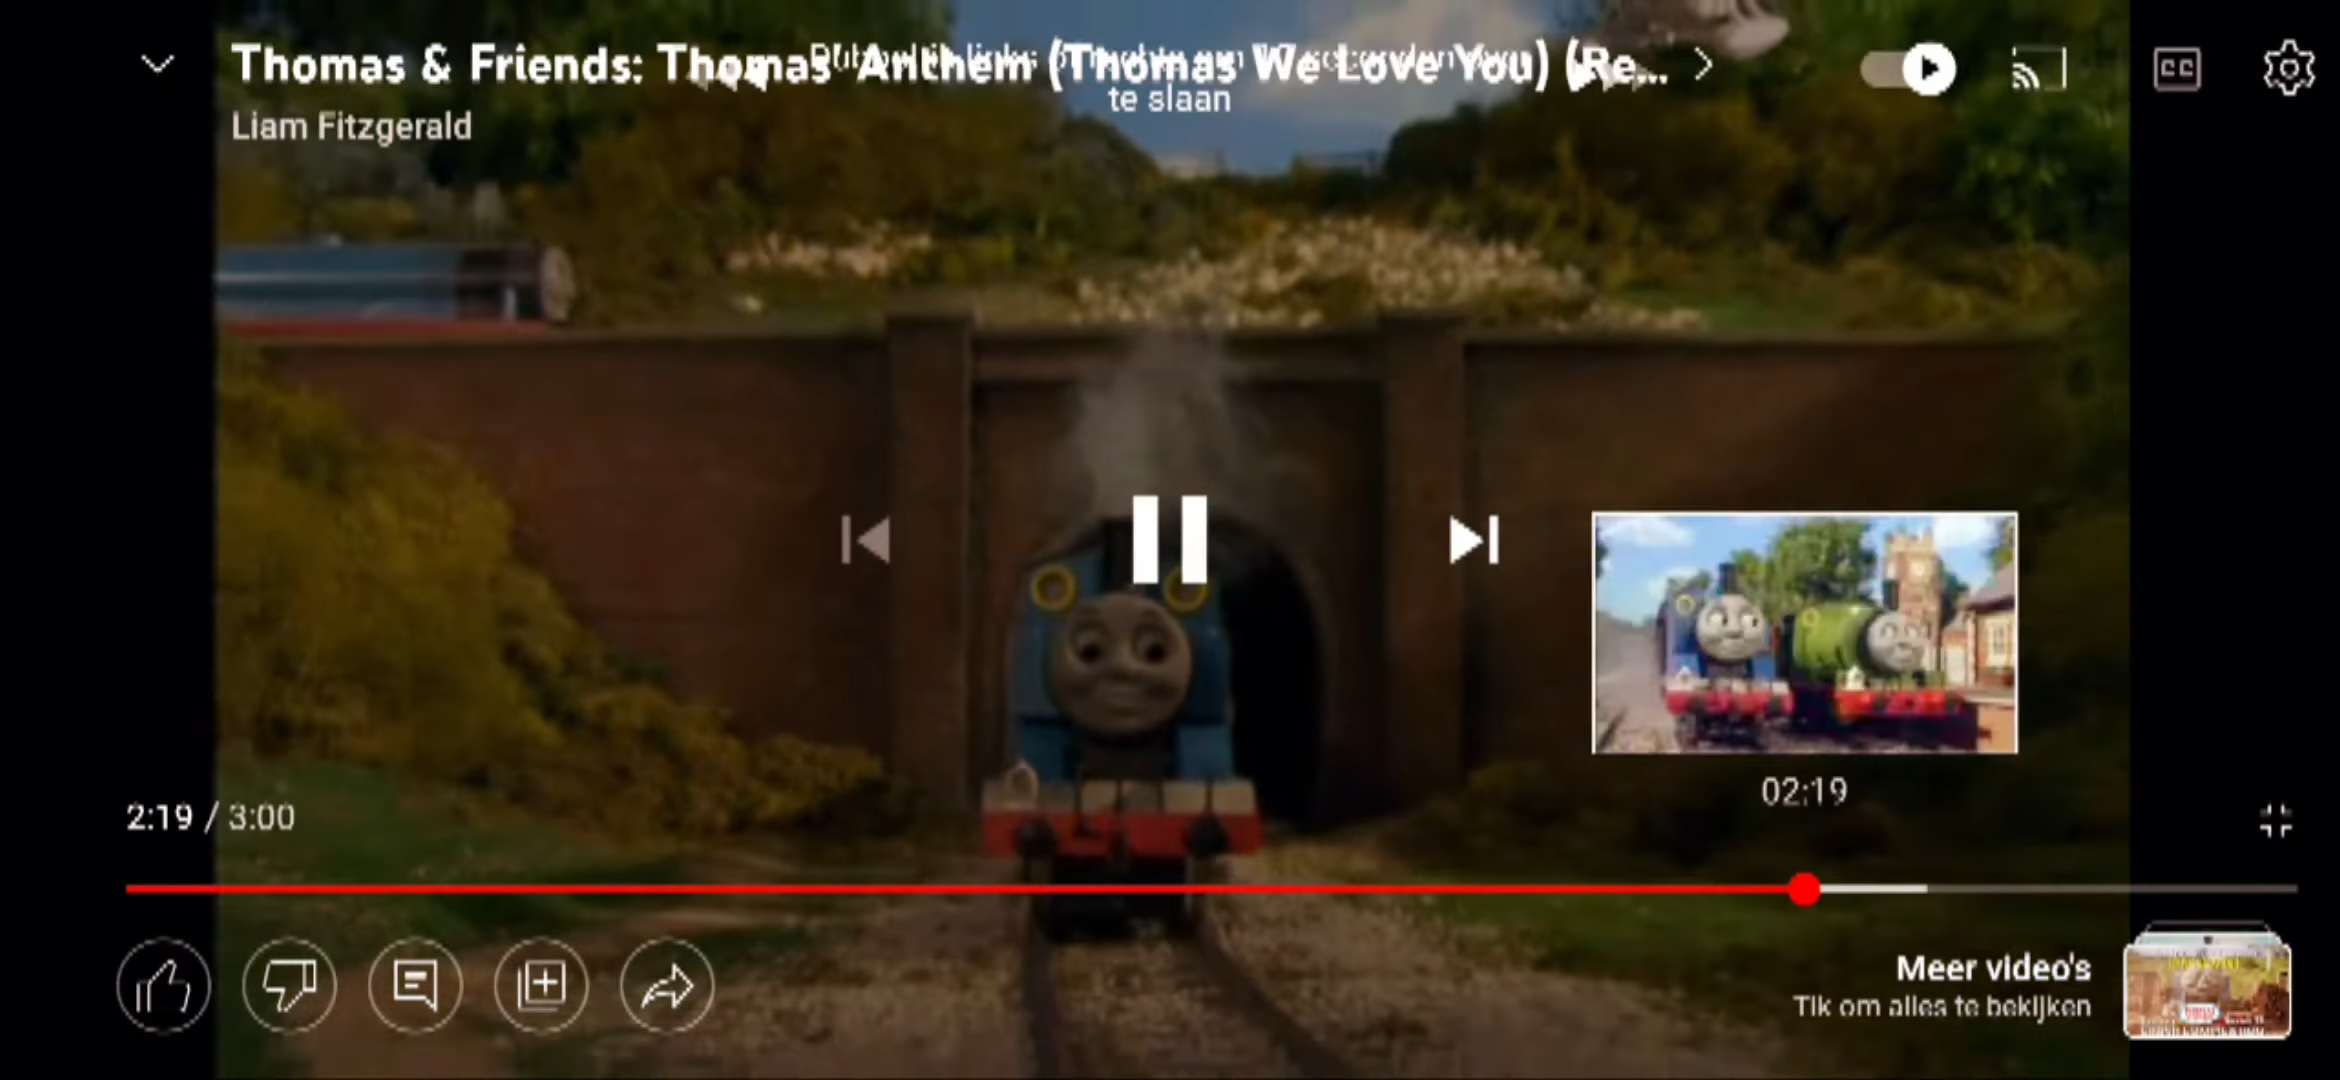 Thomas & Friends: Thomas' Anthem (Thomas We Love You) (Re...
te slaan
Liam Fitzgerald
CC
02:19
2:19 / 3:00
Meer video's
Tik om alles te bekijken